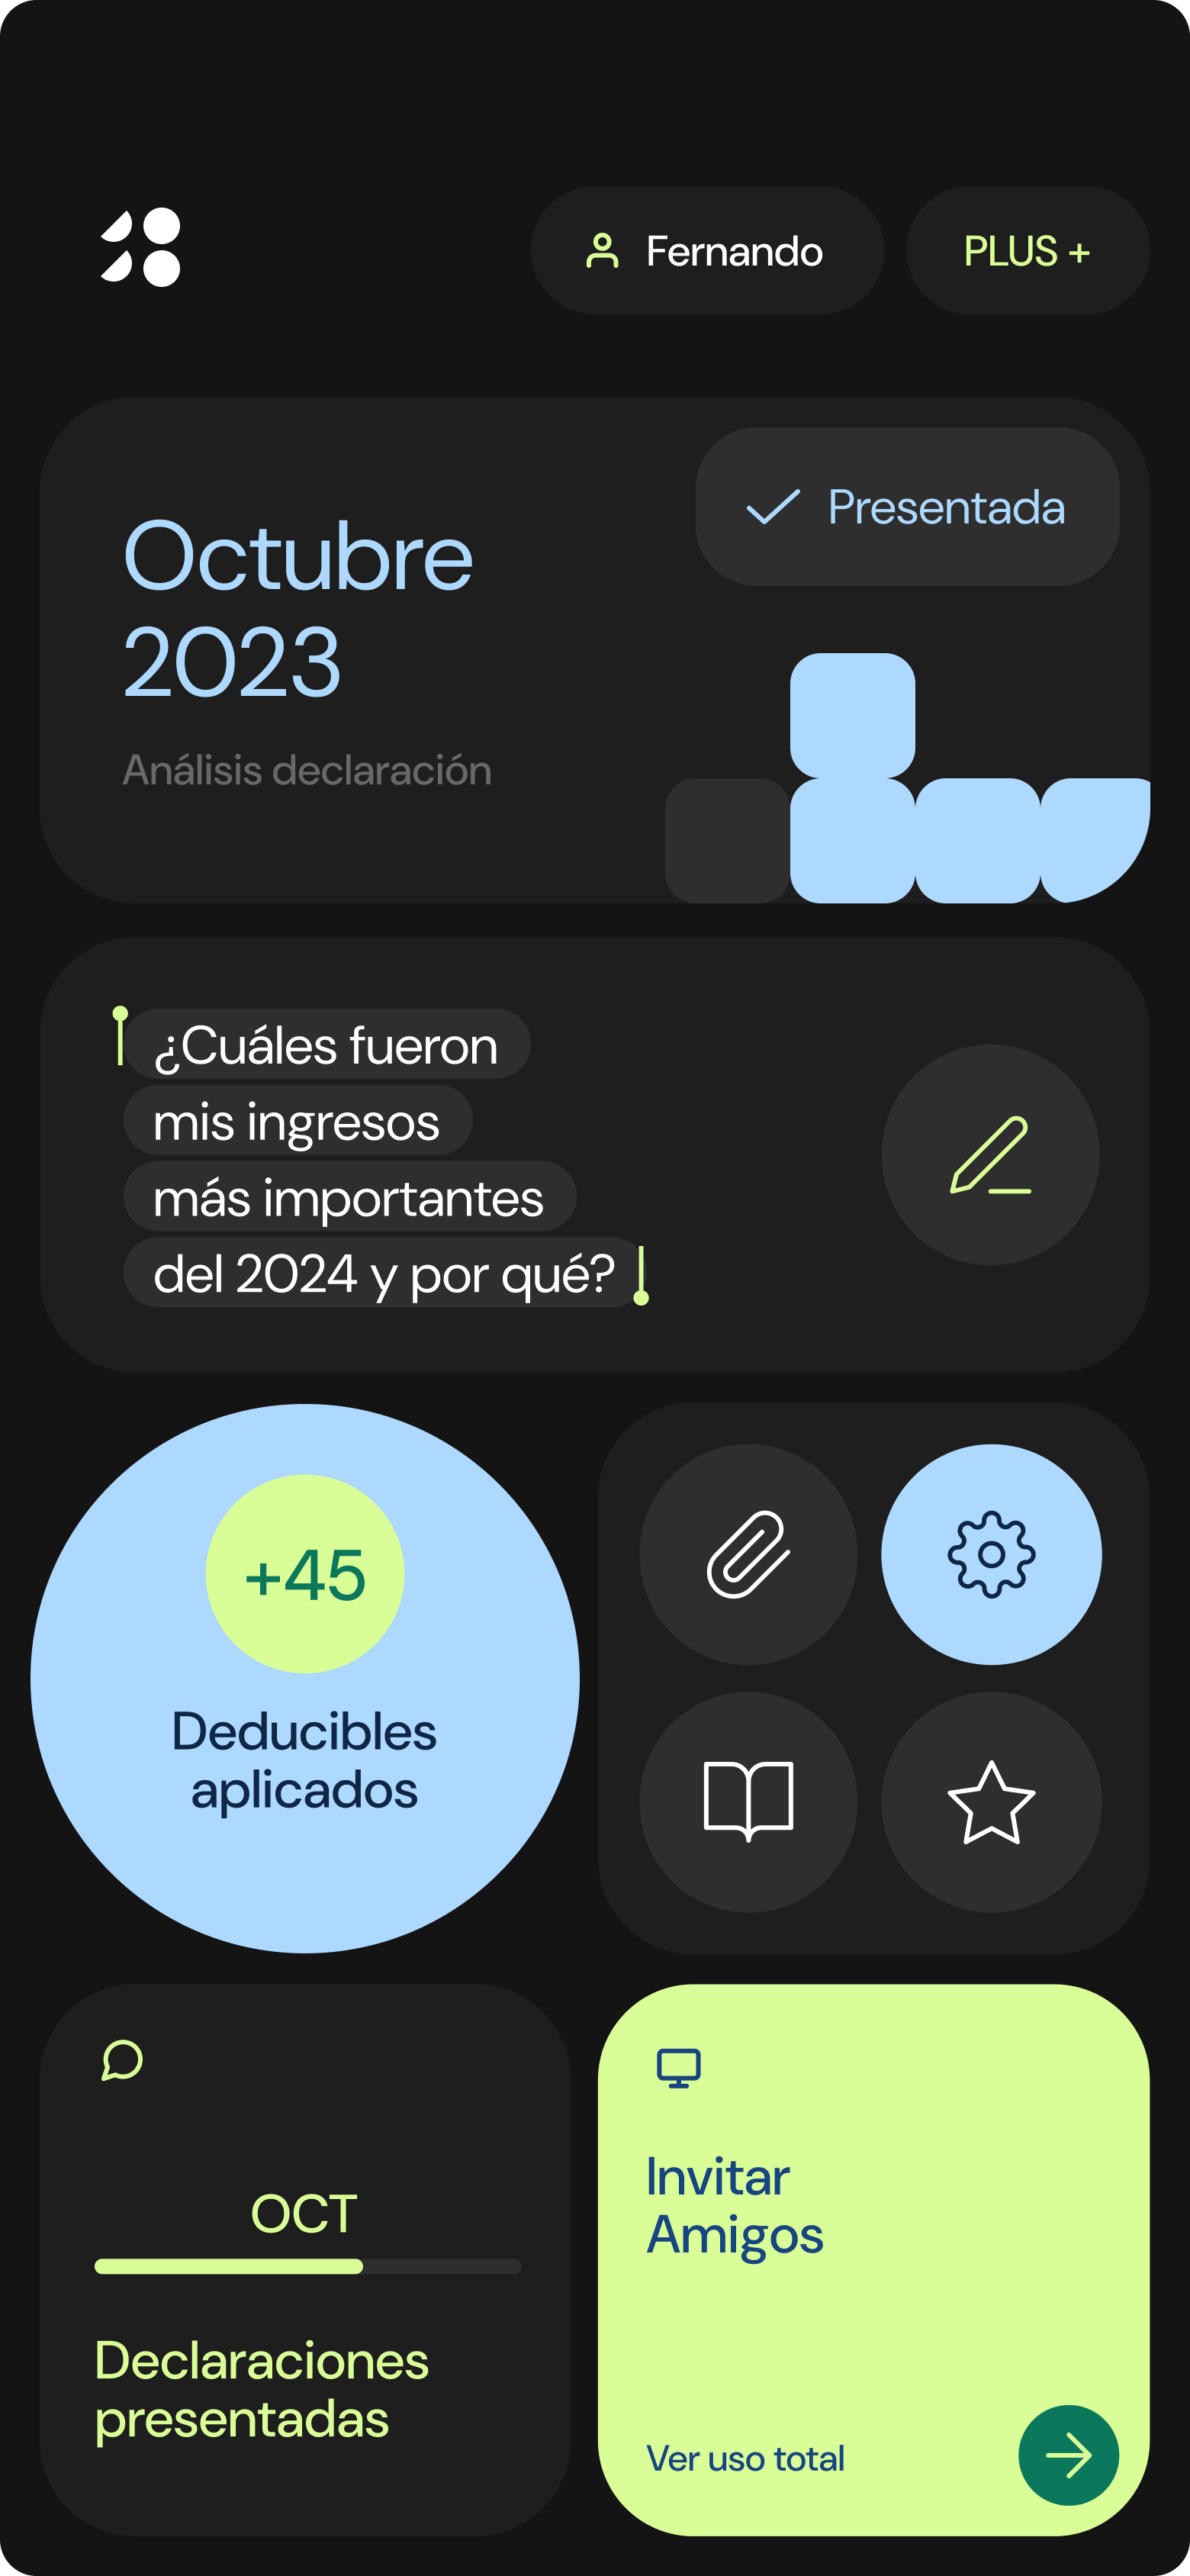 Fernando
PLUS +
Presentada
Octubre
2023
Análisis declaración
¿Cuáles fueron
mis ingresos
más importantes
del 2024 y por qué?
+45
Deducibles
aplicados
OCT
Declaraciones
presentadas
Invitar
Amigos
Ver uso total